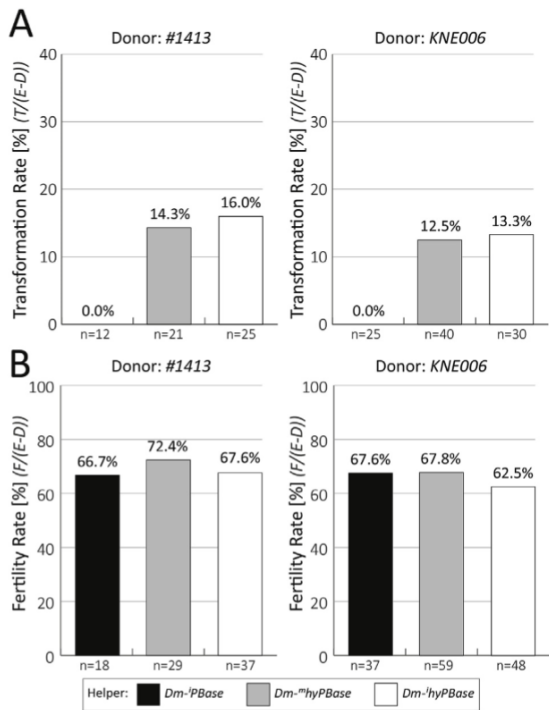 A
Donor: #1413
Donor: KNE006
Transformation Rate [%] (T/(E-D))
40
30
20
10
0
0.0%
14.3%
16.0%
n=12
n=21
n=25
Transformation Rate [%] (T/(E-D))
40
30
20
10
0
0.0%
12.5%
13.3%
n=25
n=40
n=30
B
Donor: #1413
Donor: KNE006
Fertility Rate [%] (F/(E-D))
100
80
60
40
20
0
66.7%
72.4%
67.6%
n=18
n=29
n=37
Fertility Rate [%] (F/(E-D))
100
80
60
40
20
0
67.6%
67.8%
62.5%
n=37
n=59
n=48
Helper: Dm-ⁱPBase Dm-ᵐhyPBase Dm-ⁱhyPBase